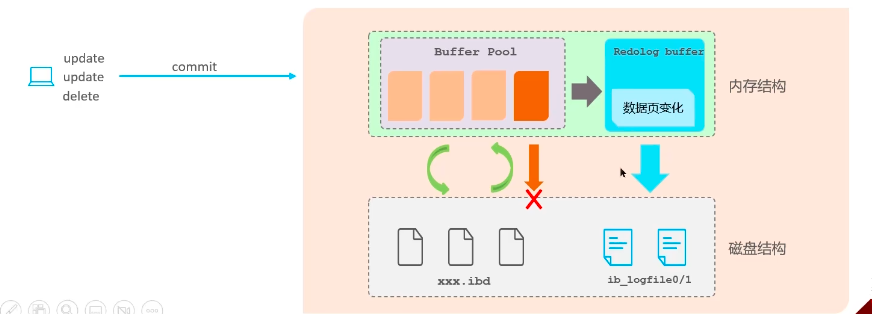 update
update
delete
commit
Buffer Pool
Redolog buffer
数据页变化
内存结构
xxx.ibd
ib_logfile0/1
磁盘结构